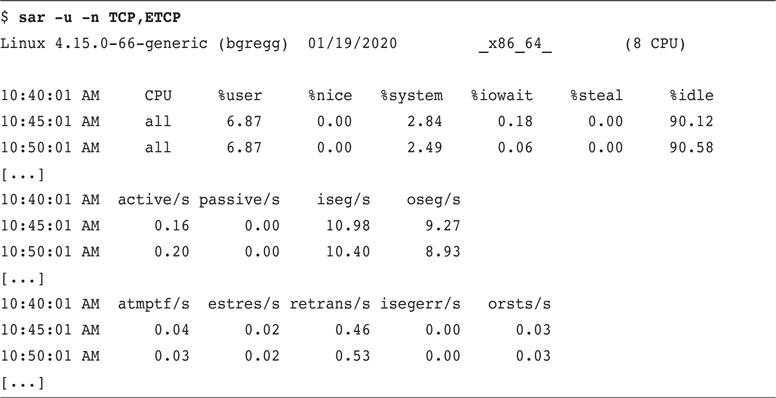 $ sar -u -n TCP,ETCP
Linux 4.15.0-66-generic (bgregg)  01/19/2020        _x86_64_        (8 CPU)
10:40:01 AM     CPU     %user     %nice   %system   %iowait    %steal     %idle
10:45:01 AM     all      6.87      0.00      2.84      0.18      0.00     90.12
10:50:01 AM     all      6.87      0.00      2.49      0.06      0.00     90.58
[...]
10:40:01 AM  active/s passive/s    iseg/s    oseg/s
10:45:01 AM      0.16      0.00     10.98      9.27
10:50:01 AM      0.20      0.00     10.40      8.93
[...]
10:40:01 AM  atmptf/s  estres/s retrans/s isegerr/s   orsts/s
10:45:01 AM      0.04      0.02      0.46      0.00      0.03
10:50:01 AM      0.03      0.02      0.53      0.00      0.03
[...]